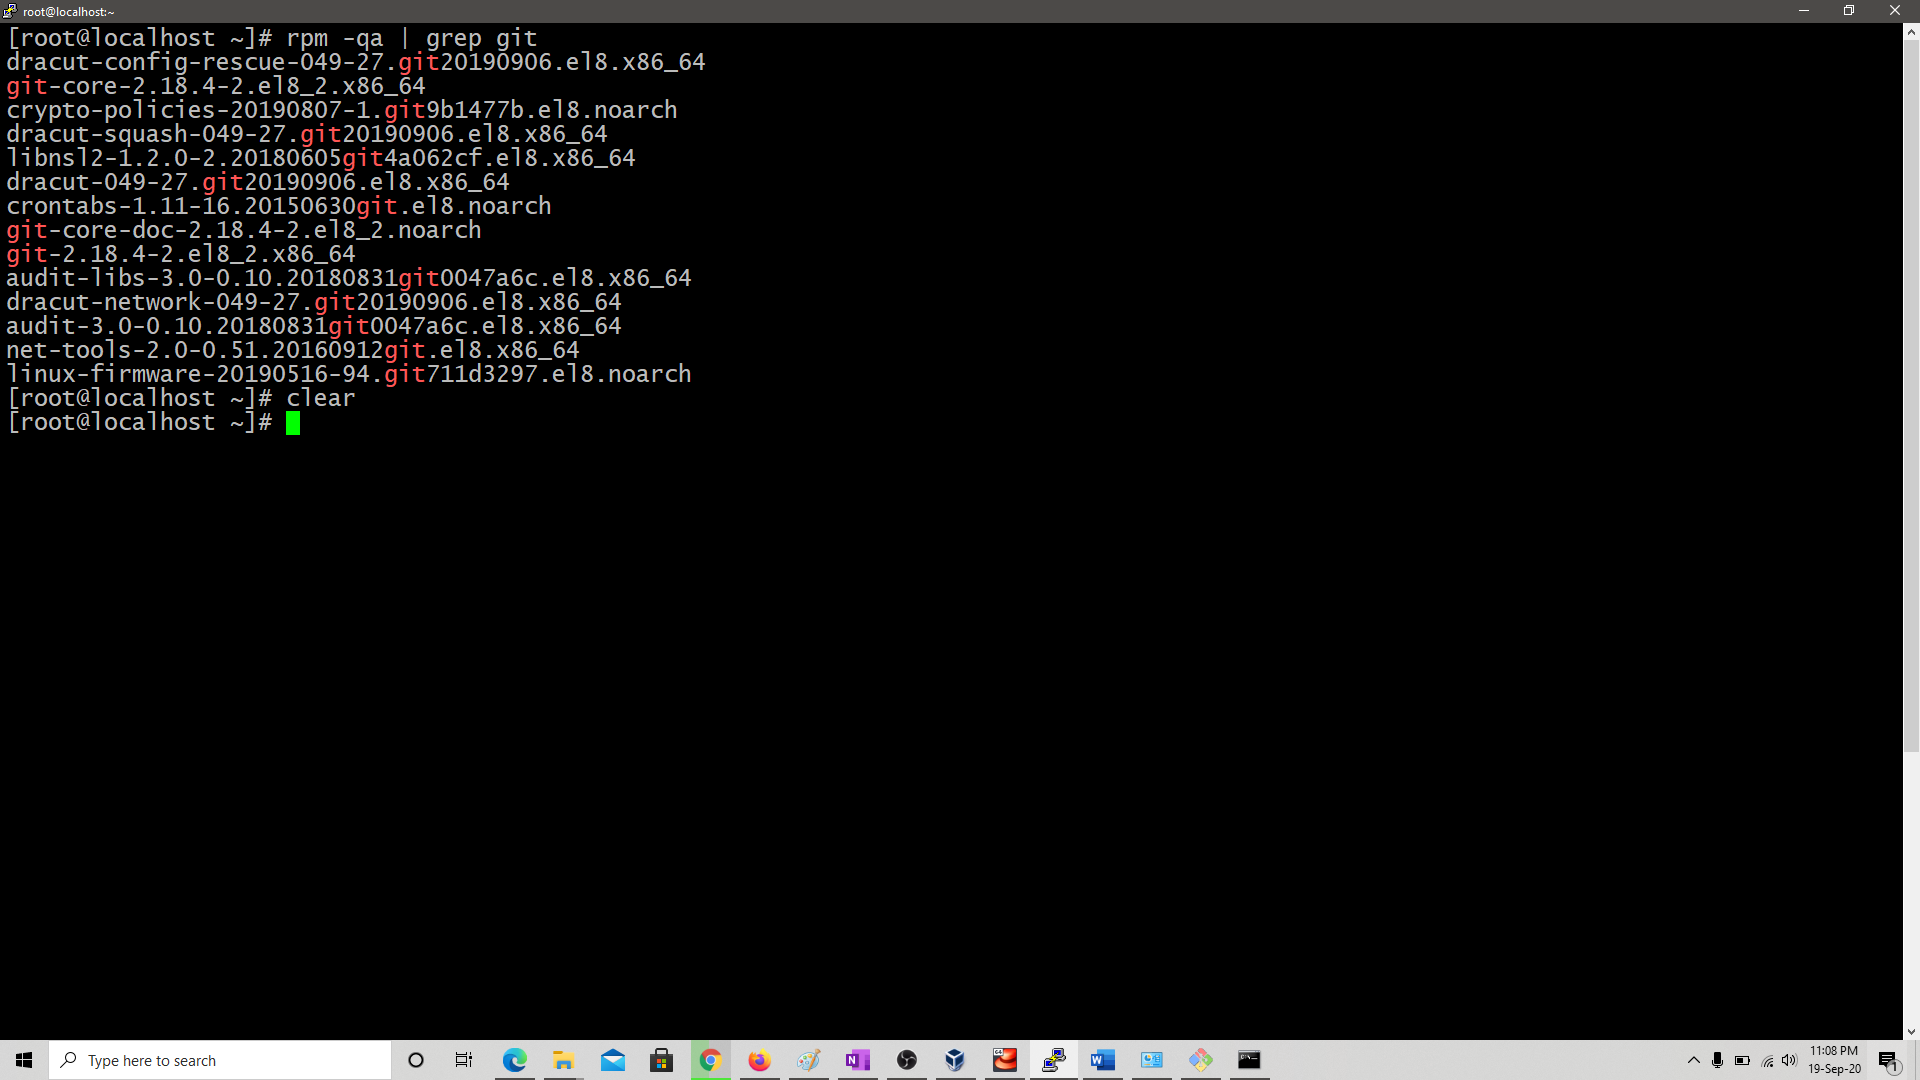 root@localhost:~
[root@localhost ~]# rpm -qa | grep git
dracut-config-rescue-049-27.git20190906.el8.x86_64
git-core-2.18.4-2.el8_2.x86_64
crypto-policies-20190807-1.git9b1477b.el8.noarch
dracut-squash-049-27.git20190906.el8.x86_64
libnsl2-1.2.0-2.20180605git4a062cf.el8.x86_64
dracut-049-27.git20190906.el8.x86_64
crontabs-1.11-16.20150630git.el8.noarch
git-core-doc-2.18.4-2.el8_2.noarch
git-2.18.4-2.el8_2.x86_64
audit-libs-3.0-0.10.20180831git0047a6c.el8.x86_64
dracut-network-049-27.git20190906.el8.x86_64
audit-3.0-0.10.20180831git0047a6c.el8.x86_64
net-tools-2.0-0.51.20160912git.el8.x86_64
linux-firmware-20190516-94.git711d3297.el8.noarch
[root@localhost ~]# clear
[root@localhost ~]#
Type here to search
11:08 PM
19-Sep-20
1